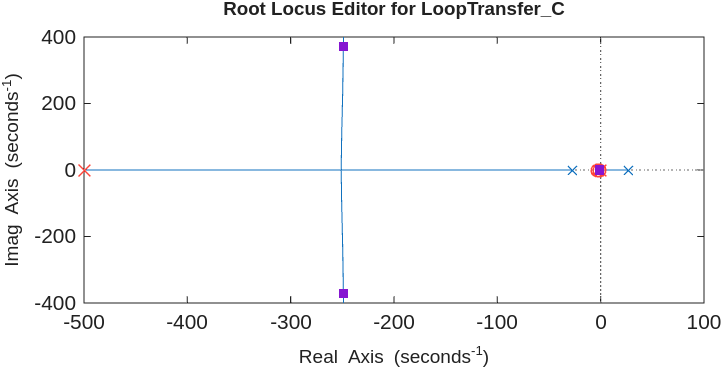 Root Locus Editor for LoopTransfer_C
400
200
0
-200
-400
Imag Axis (seconds-1)
-500 -400 -300 -200 -100 0 100
Real Axis (seconds-1)